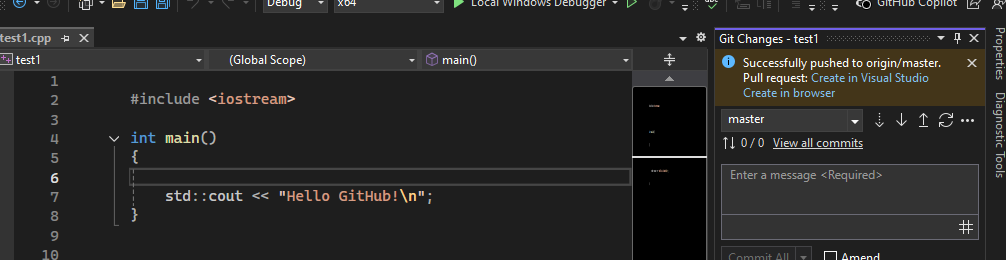 Debug
x64
Local Windows Debugger
GitHub Copilot
test1.cpp
test1
(Global Scope)
main()
1
2 #include <iostream>
3
4 int main()
5 {
6
7 std::cout << "Hello GitHub!\n";
8 }
9
10
Git Changes - test1
Successfully pushed to origin/master.
Pull request: Create in Visual Studio
Create in browser
master
0 / 0 View all commits
Enter a message <Required>
Commit All
Amend
Properties
Diagnostic Tools